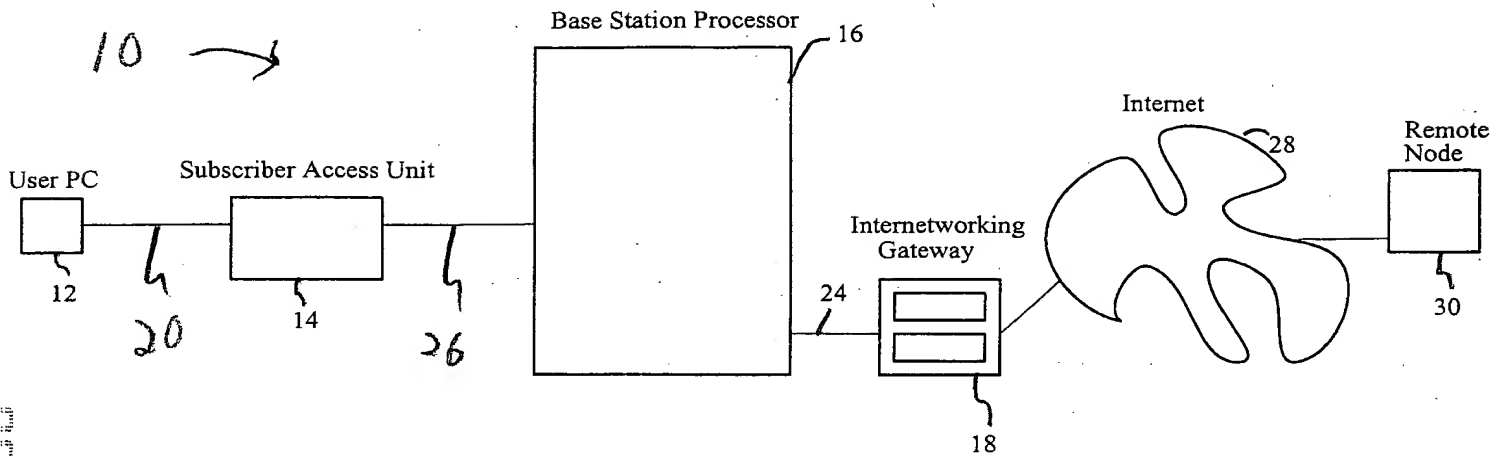 Base Station Processor
10
16
Internet
28
Remote
Node
User PC
Subscriber Access Unit
Internetworking
Gateway
12
20
14
26
24
30
18